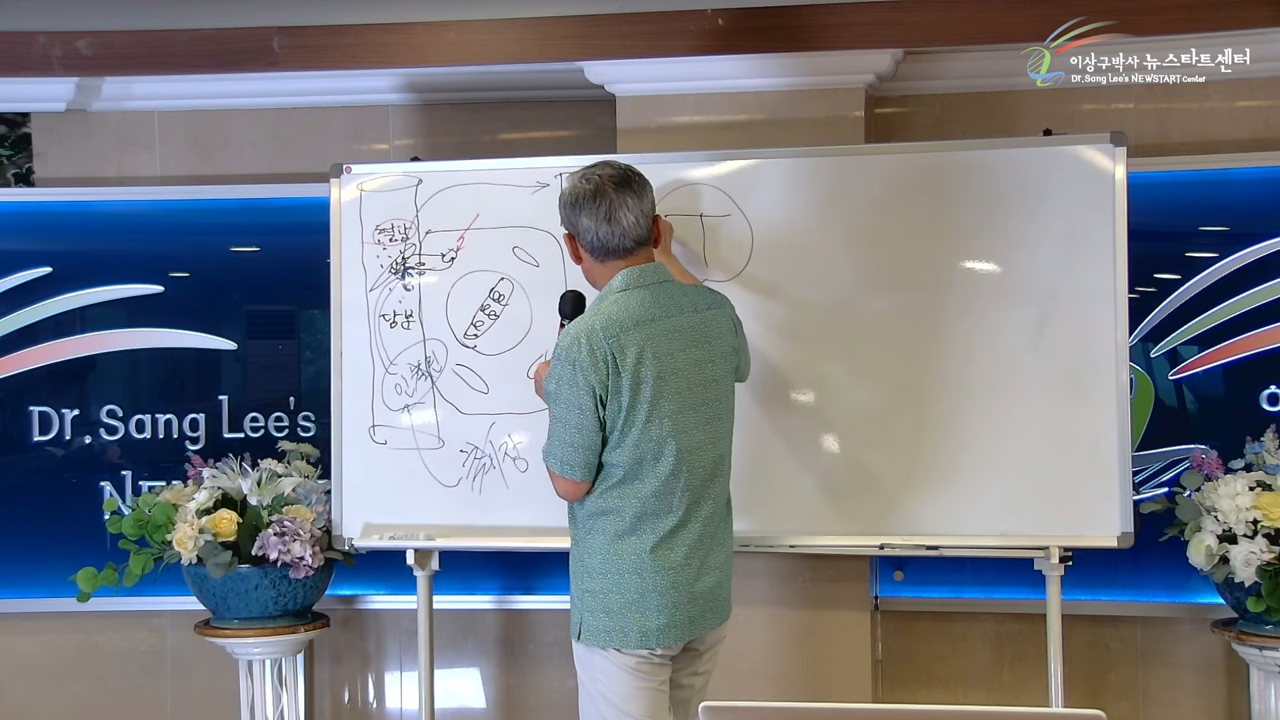 이상구박사 뉴스타트센터
Dr. Sang Lee's NEWSTART Center
T
혈당
당분
인슐린
췌장
Dr. Sang Lee's